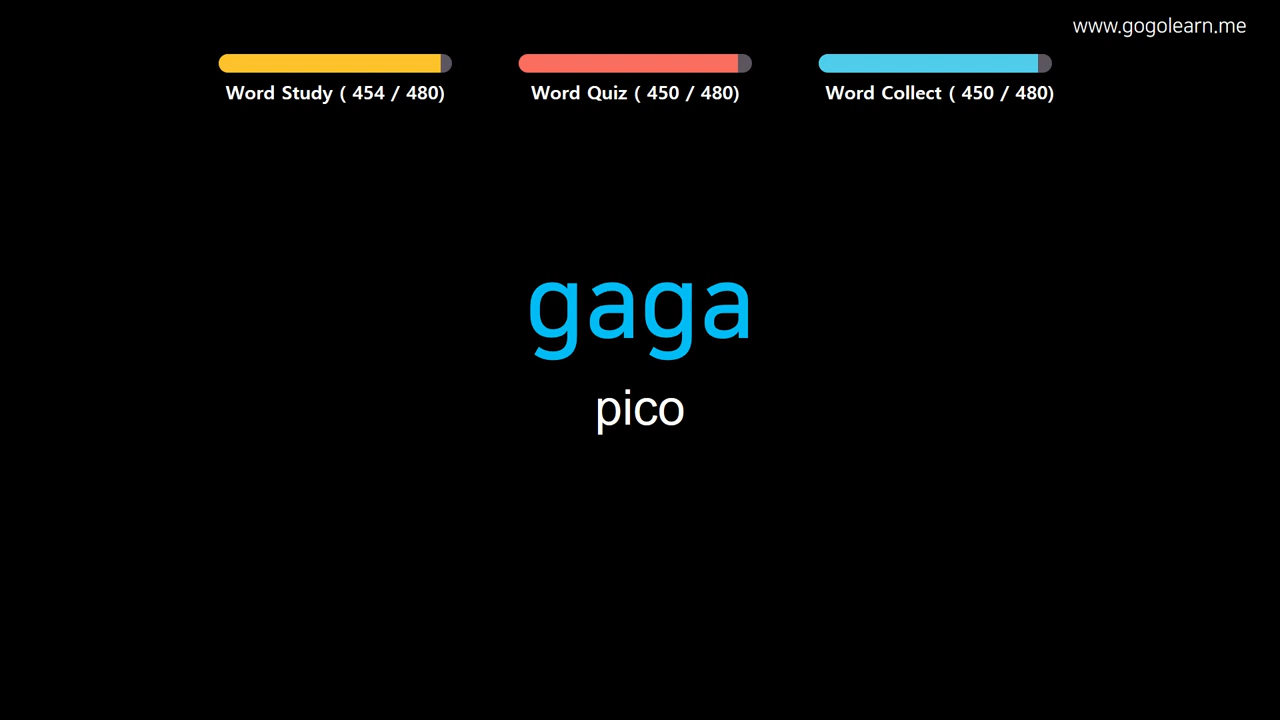 www.gogolearn.me
Word Study ( 454 / 480)
Word Quiz ( 450 / 480)
Word Collect ( 450 / 480)
gaga
pico